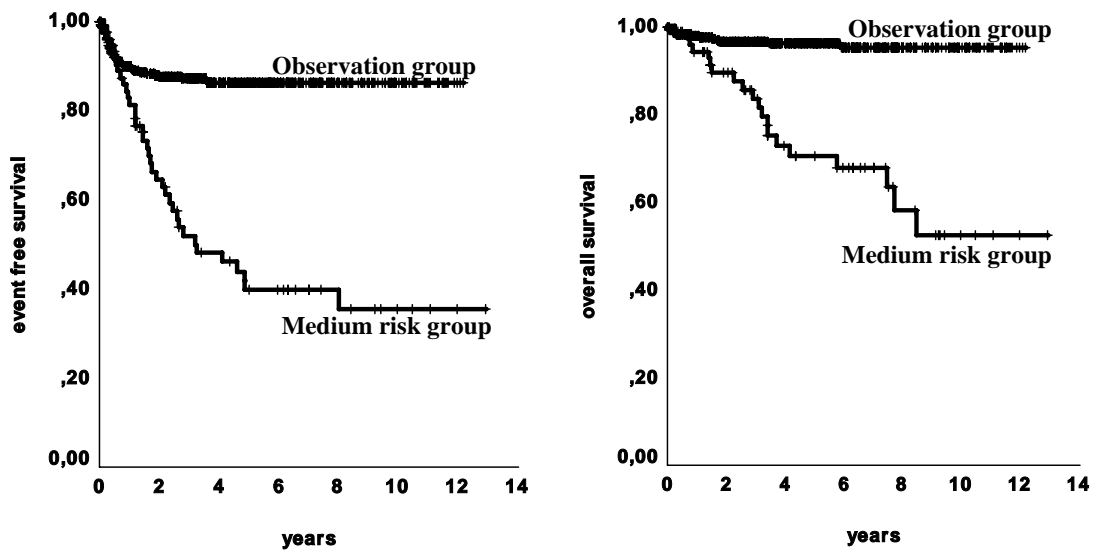 1,00
,80
,60
,40
,20
0,00
event free survival
Observation group
Medium risk group
0 2 4 6 8 10 12 14
years
1,00
,80
,60
,40
,20
0,00
overall survival
Observation group
Medium risk group
0 2 4 6 8 10 12 14
years